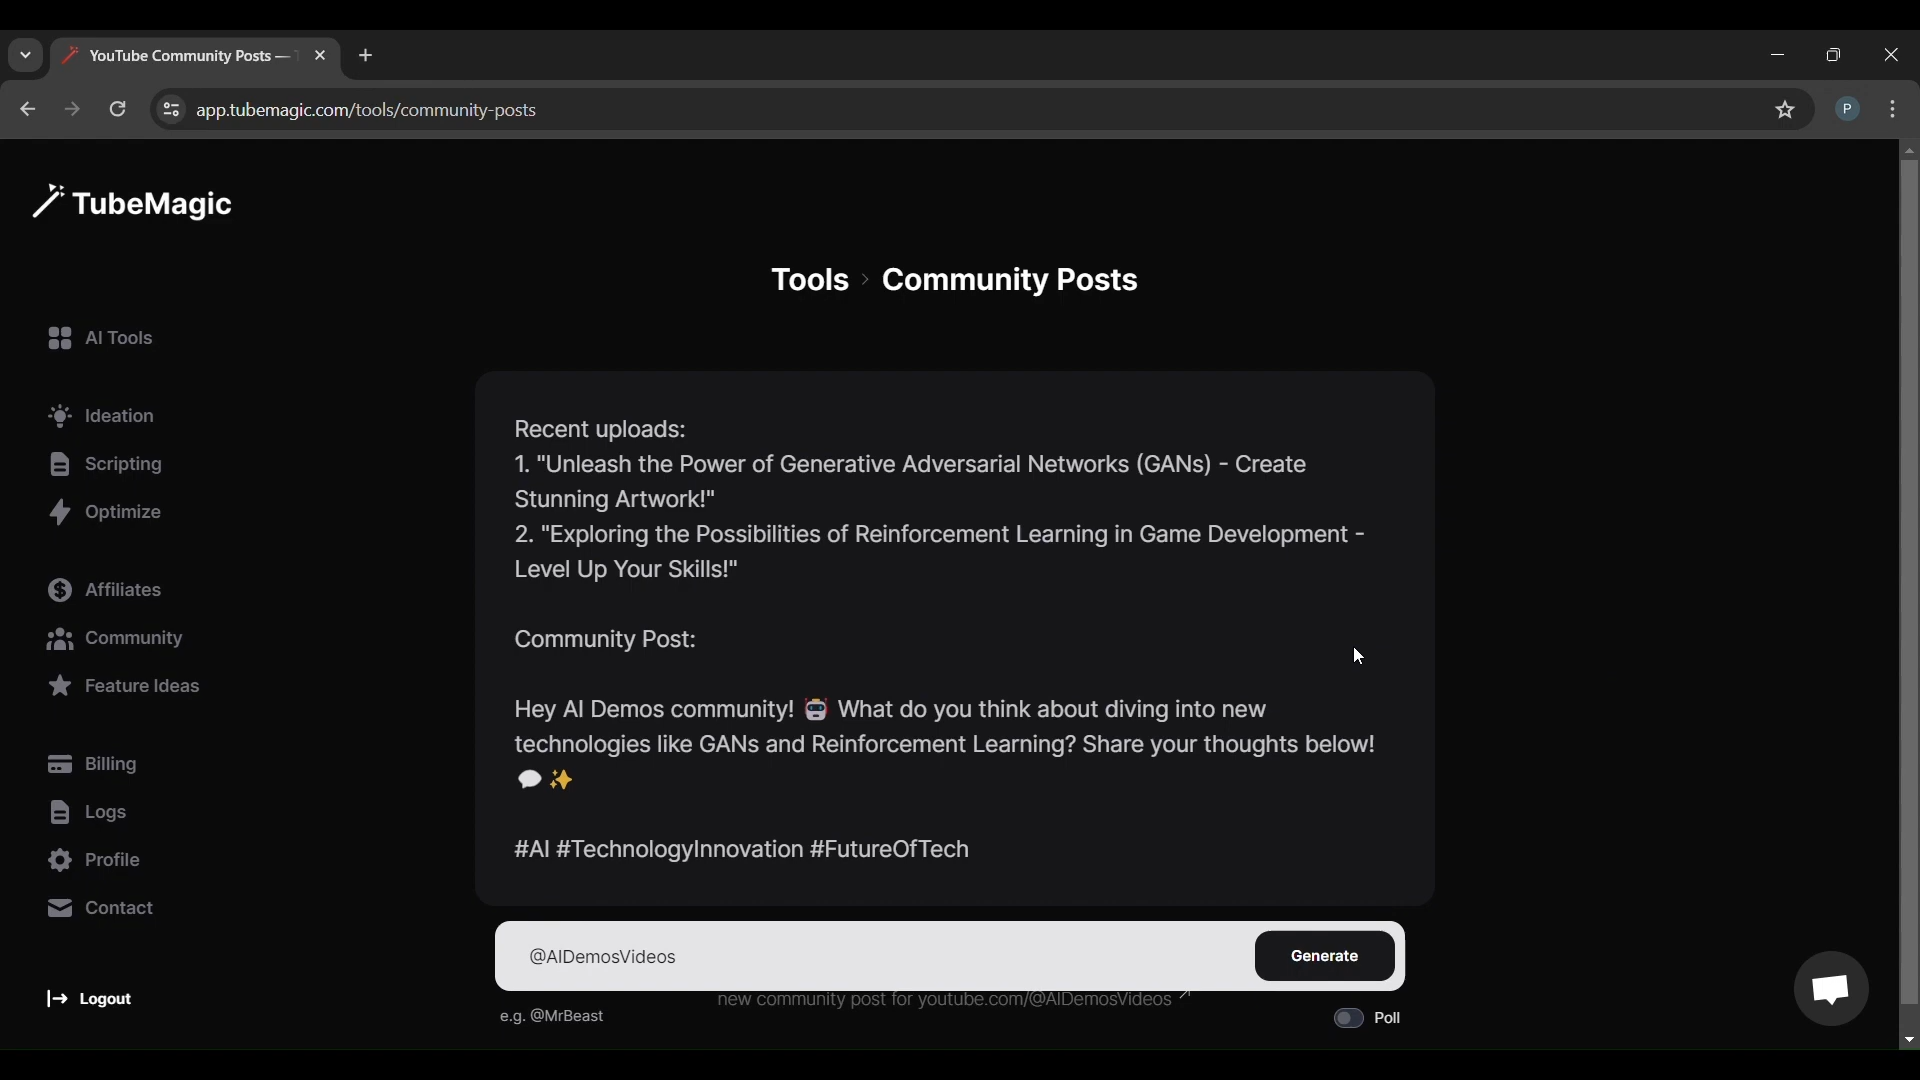 YouTube Community Posts —
app.tubemagic.com/tools/community-posts
P
TubeMagic
Tools > Community Posts
AI Tools
Ideation
Scripting
Optimize
Affiliates
Community
Feature Ideas
Billing
Logs
Profile
Contact
Logout
Recent uploads:
1. "Unleash the Power of Generative Adversarial Networks (GANs) - Create
Stunning Artwork!"
2. "Exploring the Possibilities of Reinforcement Learning in Game Development -
Level Up Your Skills!"
Community Post:
Hey AI Demos community! 🤖 What do you think about diving into new
technologies like GANs and Reinforcement Learning? Share your thoughts below!
💬✨
#AI #TechnologyInnovation #FutureOfTech
@AIDemosVideos
Generate
new community post for youtube.com/@AIDemosVideos
e.g. @MrBeast
Poll